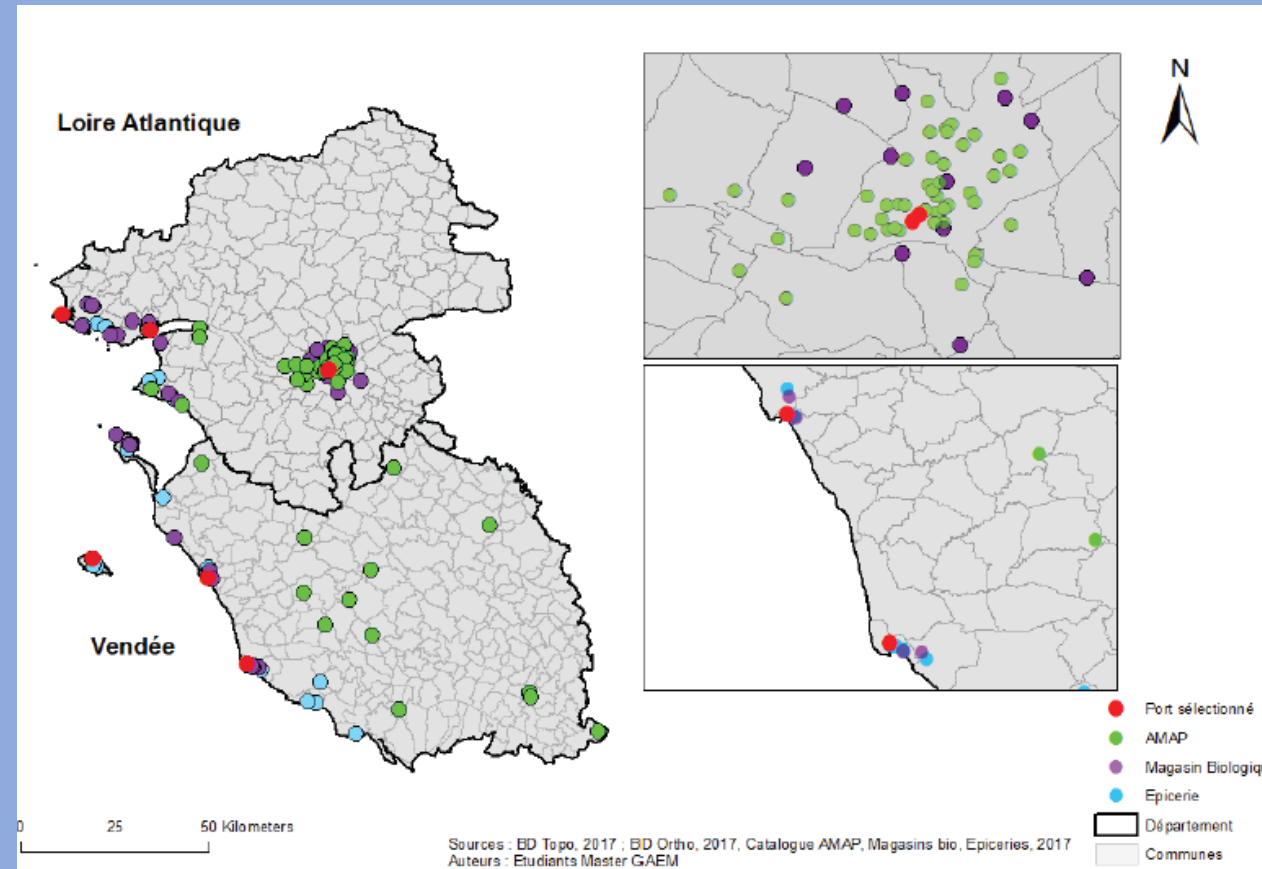 Loire Atlantique
N
Vendée
Port sélectionné
AMAP
Magasin Biologiq
Epicerie
Département
Communes
0 25 50 Kilometers
Sources : BD Topo, 2017 ; BD Ortho, 2017, Catalogue AMAP, Magasins bio, Epiceries, 2017
Auteurs : Etudiants Master GAEM